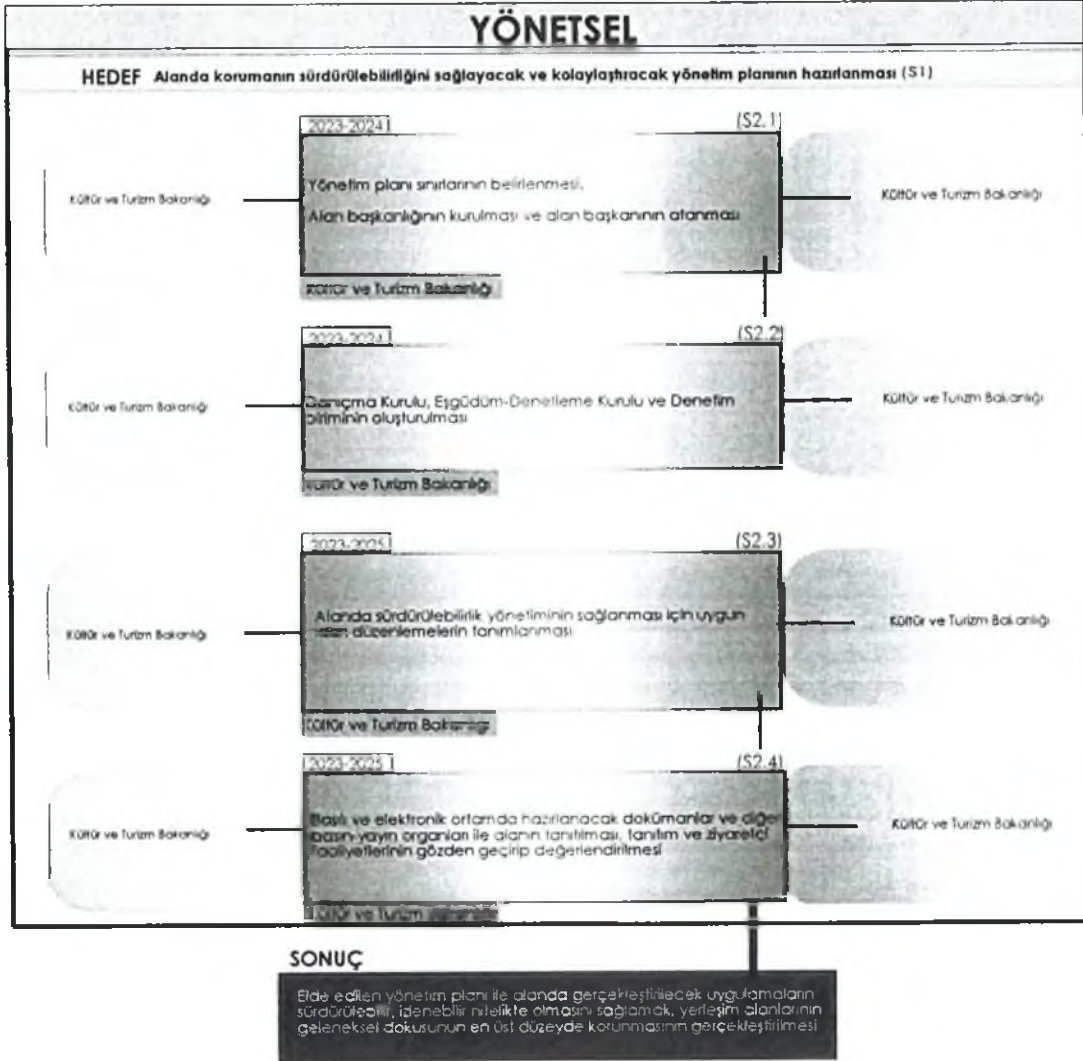 YÖNETSEL
HEDEF Alanda korumanın sürdürülebilirliğini sağlayacak ve kolaylaştıracak yönetim planının hazırlanması (S1)
2023-2024 (S2.1)
Kültür ve Turizm Bakanlığı
Yönetim planı sınırlarının belirlenmesi,
Alan başkanlığının kurulması ve alan başkanının atanması
Kültür ve Turizm Bakanlığı
Kültür ve Turizm Bakanlığı
2023-2024 (S2.2)
Kültür ve Turizm Bakanlığı
Danışma Kurulu, Eşgüdüm-Denetleme Kurulu ve Denetim
biriminin oluşturulması
Kültür ve Turizm Bakanlığı
Kültür ve Turizm Bakanlığı
2023-2025 (S2.3)
Kültür ve Turizm Bakanlığı
Alanda sürdürülebilirlik yönetiminin sağlanması için uygun
düzenlemelerin tanımlanması
Kültür ve Turizm Bakanlığı
Kültür ve Turizm Bakanlığı
2023-2025 (S2.4)
Kültür ve Turizm Bakanlığı
Basılı ve elektronik ortamda hazırlanacak dokümanlar ve diğer
basın-yayın organları ile alanın tanıtılması, tanıtım ve ziyaretçi
faaliyetlerinin gözden geçirip değerlendirilmesi
Kültür ve Turizm Bakanlığı
Kültür ve Turizm
SONUÇ
Elde edilen yönetim planı ile alanda gerçekleştirilecek uygulamaların
sürdürülebilir, izlenebilir nitelikte olmasını sağlamak, yerleşim alanlarının
geleneksel dokusunun en üst düzeyde korunmasının gerçekleştirilmesi